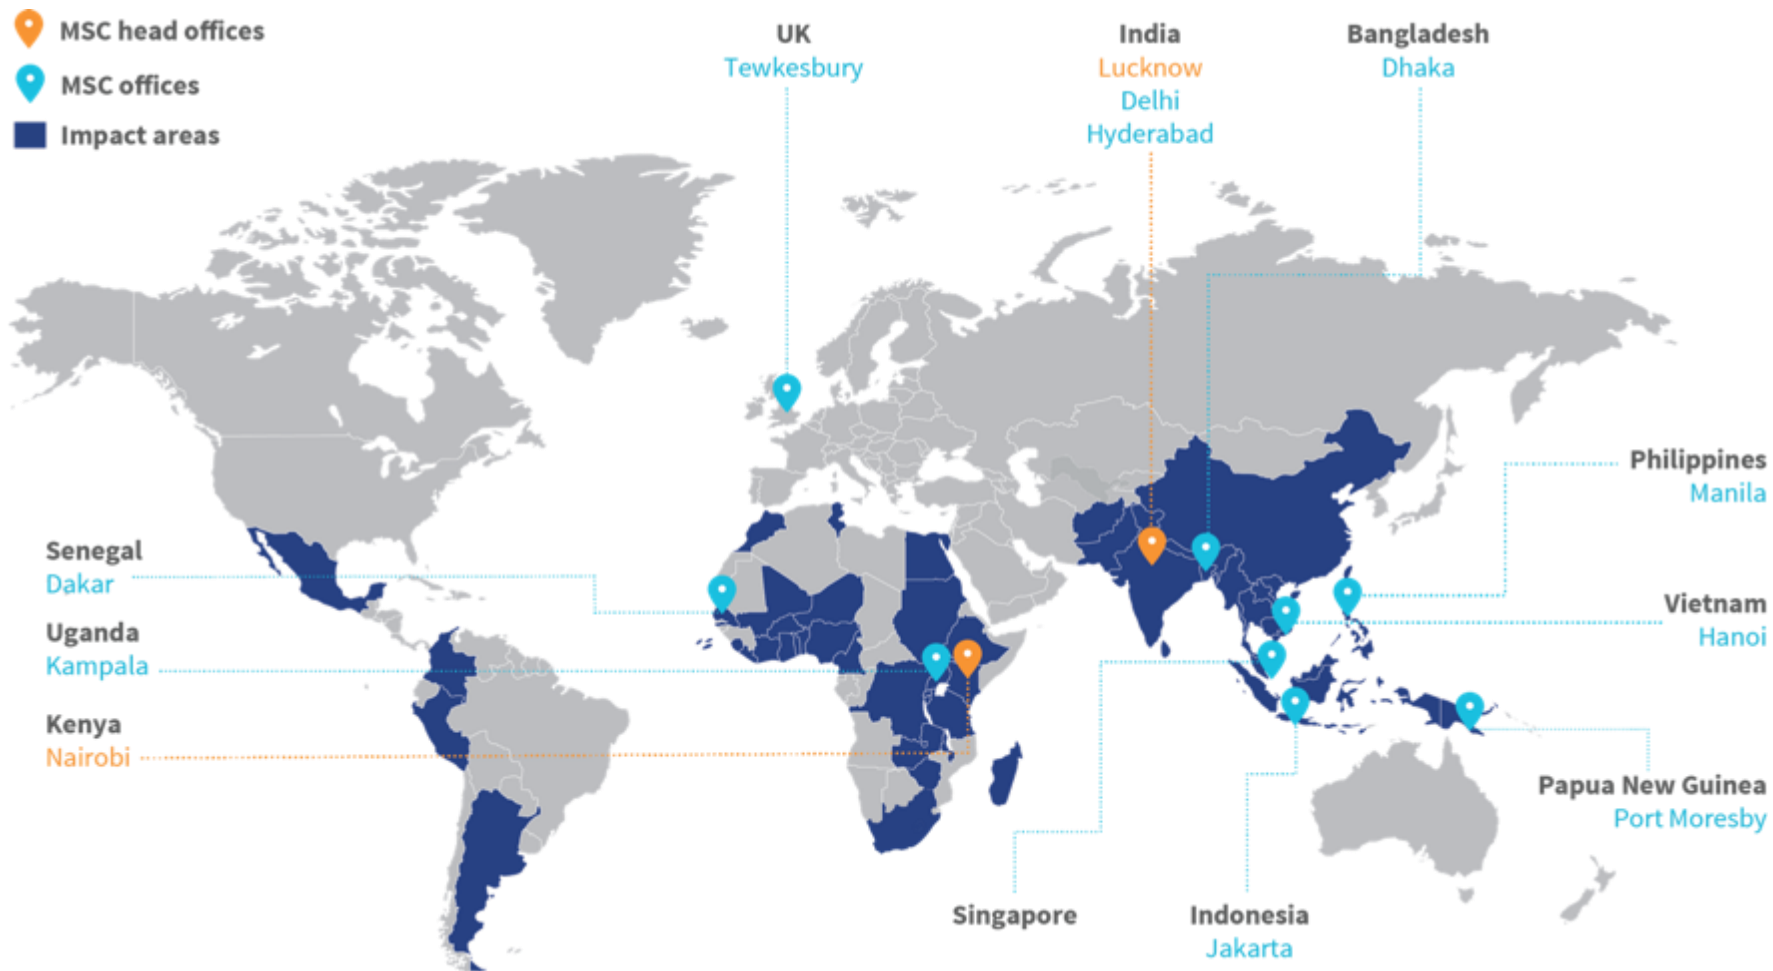 MSC head offices
MSC offices
Impact areas
UK
Tewkesbury
India
Lucknow
Delhi
Hyderabad
Bangladesh
Dhaka
Philippines
Manila
Vietnam
Hanoi
Papua New Guinea
Port Moresby
Senegal
Dakar
Uganda
Kampala
Kenya
Nairobi
Singapore
Indonesia
Jakarta